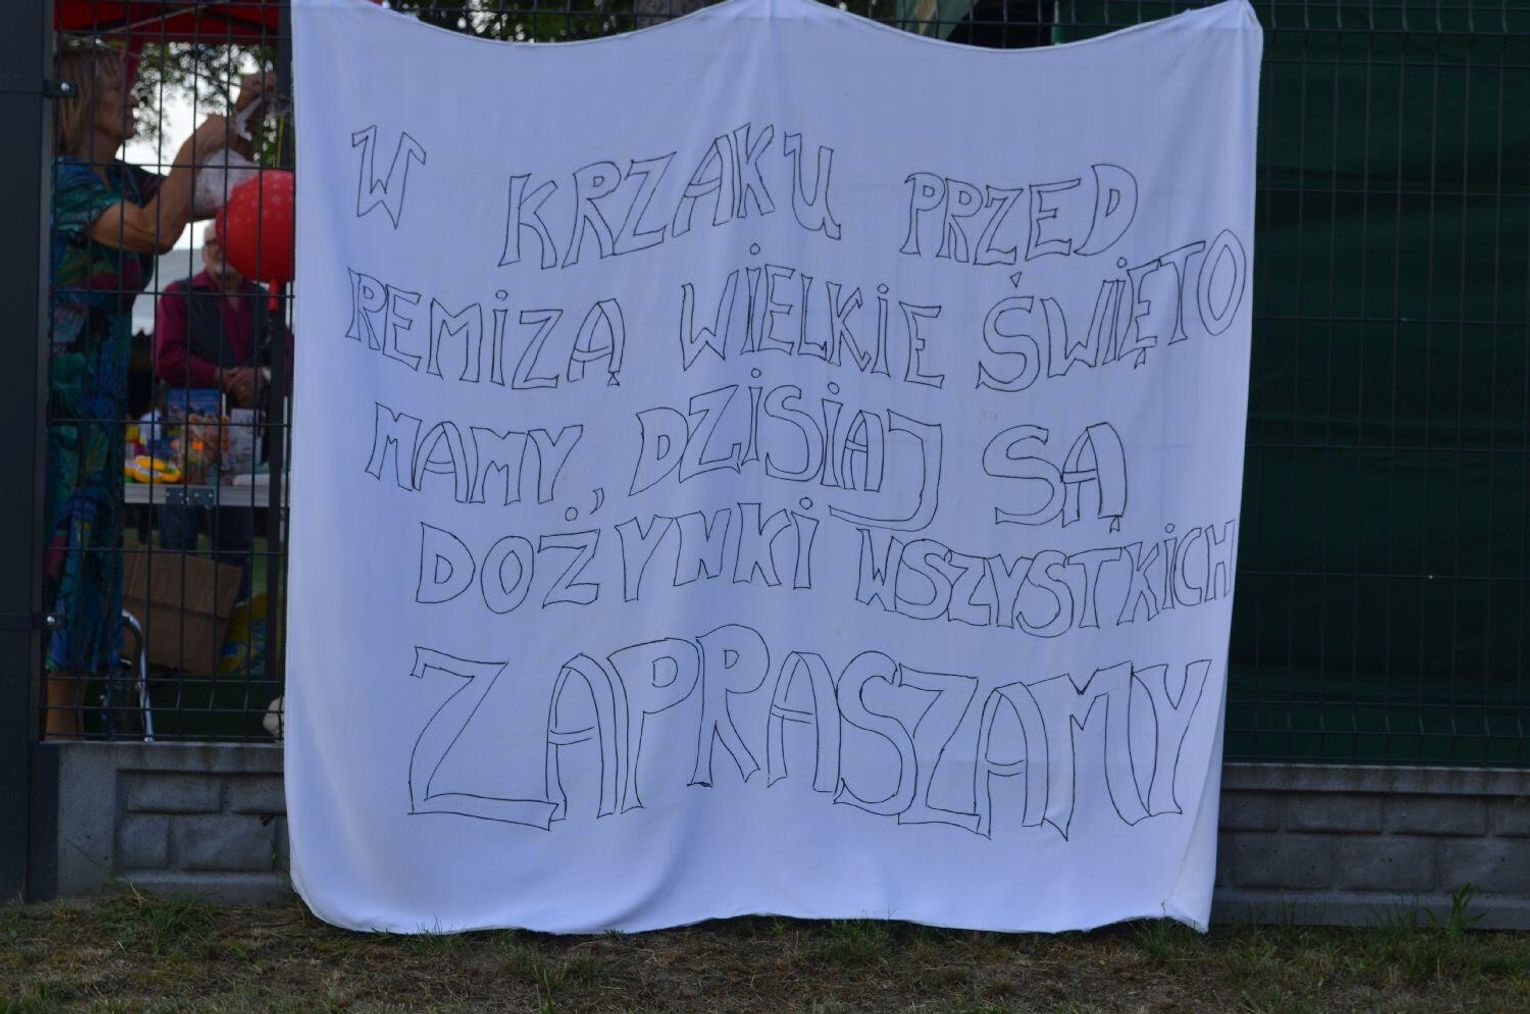 W KRZAKU PRZED
REMIZĄ WIELKIE ŚWIĘTO
MAMY, DZISIAJ SĄ
DOŻYNKI WSZYSTKICH
ZAPRASZAMY